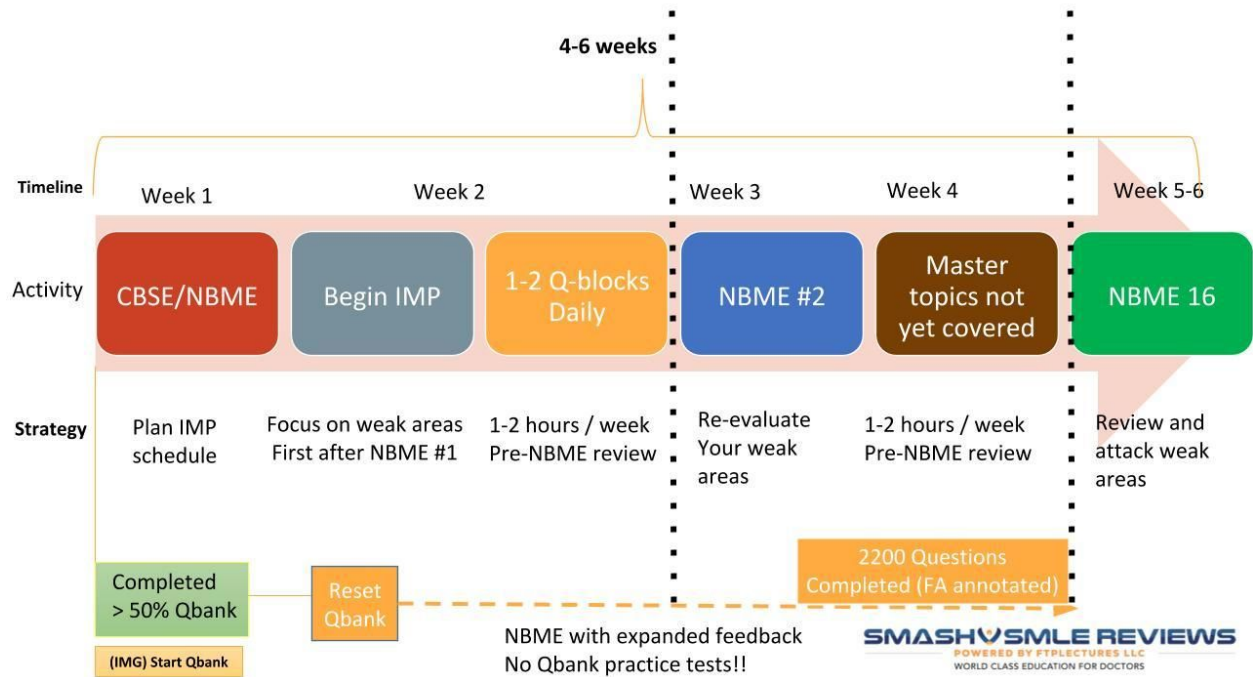 4-6 weeks
Timeline
Week 1
Week 2
Week 3
Week 4
Week 5-6
Activity
CBSE/NBME
Begin IMP
1-2 Q-blocks
Daily
NBME #2
Master
topics not
yet covered
NBME 16
Strategy
Plan IMP
schedule
Focus on weak areas
First after NBME #1
1-2 hours / week
Pre-NBME review
Re-evaluate
Your weak
areas
1-2 hours / week
Pre-NBME review
Review and
attack weak
areas
Completed
> 50% Qbank
Reset
Qbank
2200 Questions
Completed (FA annotated)
(IMG) Start Qbank
NBME with expanded feedback
No Qbank practice tests!!
SMASHUSMLE REVIEWS
POWERED BY FTPLECTURES LLC
WORLD CLASS EDUCATION FOR DOCTORS